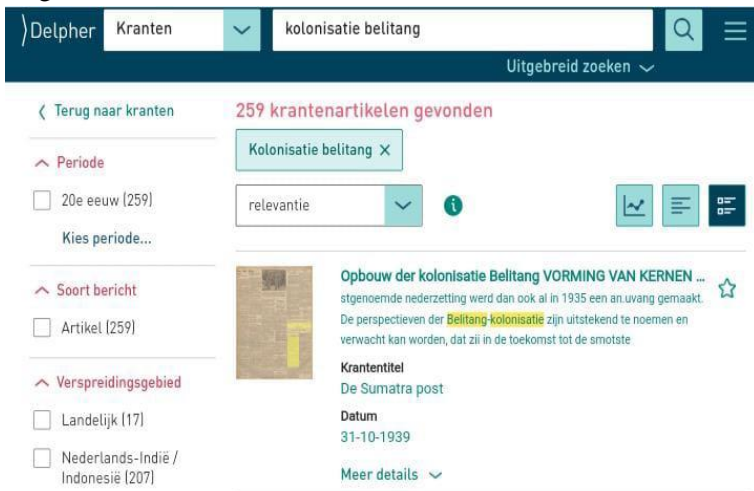 Delpher Kranten kolonisatie belitang
Uitgebreid zoeken
Terug naar kranten
Periode
20e eeuw (259)
Kies periode...
Soort bericht
Artikel (259)
Verspreidingsgebied
Landelijk (17)
Nederlands-Indië /
Indonesië (207)
259 krantenartikelen gevonden
Kolonisatie belitang ×
relevantie
Opbouw der kolonisatie Belitang VORMING VAN KERNEN ...
stgenoemde nederzetting werd dan ook al in 1935 een an.uvang gemaakt.
De perspectieven der Belitang-kolonisatie zijn uitstekend te noemen en
verwacht kan worden, dat zii in de toekomst tot de smotste
Krantentitel
De Sumatra post
Datum
31-10-1939
Meer details